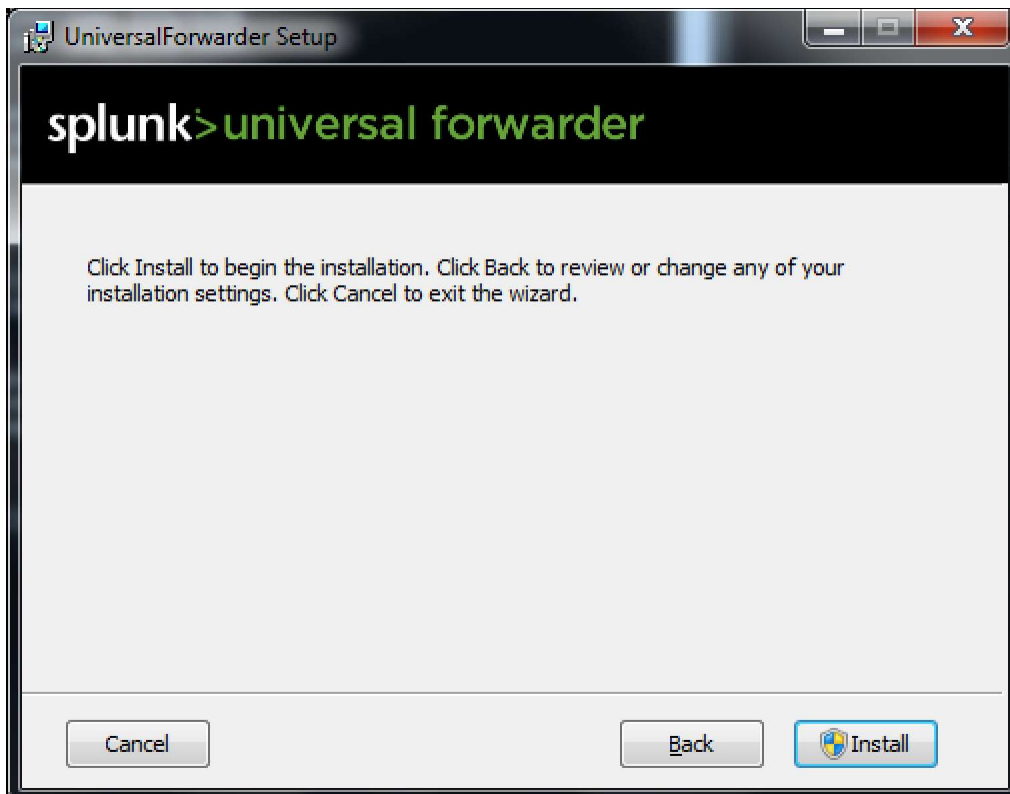 UniversalForwarder Setup
splunk>universal forwarder
Click Install to begin the installation. Click Back to review or change any of your
installation settings. Click Cancel to exit the wizard.
Cancel
Back
Install